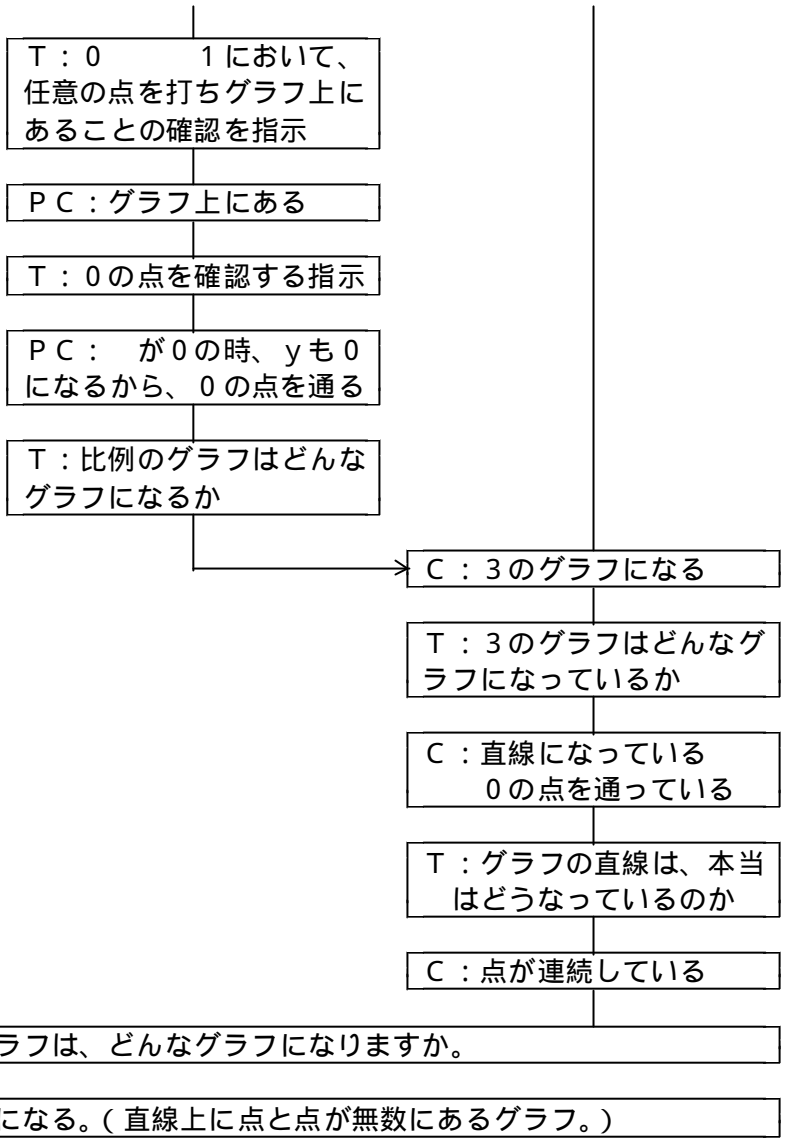 Ｔ：０　　　１において、
任意の点を打ちグラフ上に
あることの確認を指示
ＰＣ：グラフ上にある
Ｔ：０の点を確認する指示
ＰＣ：　が０の時、ｙも０
になるから、０の点を通る
Ｔ：比例のグラフはどんな
グラフになるか
Ｃ：３のグラフになる
Ｔ：３のグラフはどんなグ
ラフになっているか
Ｃ：直線になっている
０の点を通っている
Ｔ：グラフの直線は、本当
はどうなっているのか
Ｃ：点が連続している
ラフは、どんなグラフになりますか。
になる。（直線上に点と点が無数にあるグラフ。）